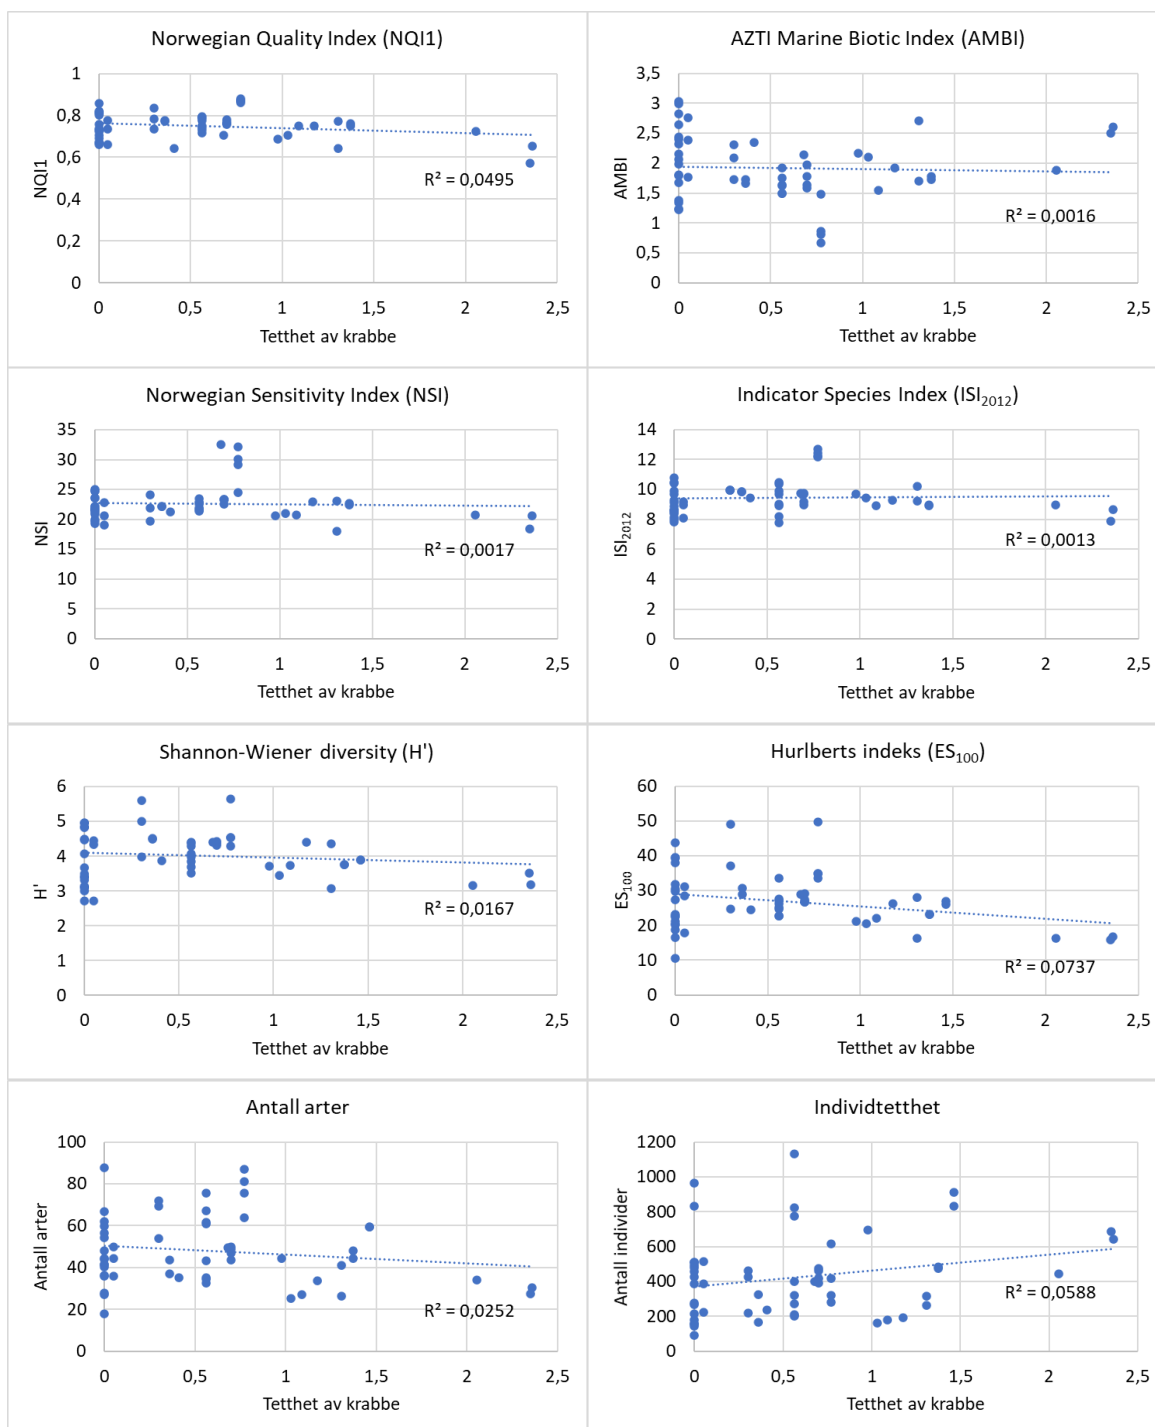 Norwegian Quality Index (NQI1)
1
0,8
0,6
0,4
0,2
0
NQI1
R² = 0,0495
0 0,5 1 1,5 2 2,5
Tetthet av krabbe
AZTI Marine Biotic Index (AMBI)
3,5
3
2,5
2
1,5
1
0,5
0
AMBI
R² = 0,0016
0 0,5 1 1,5 2 2,5
Tetthet av krabbe
Norwegian Sensitivity Index (NSI)
35
30
25
20
15
10
5
0
NSI
R² = 0,0017
0 0,5 1 1,5 2 2,5
Tetthet av krabbe
Indicator Species Index (ISI2012)
14
12
10
8
6
4
2
0
ISI2012
R² = 0,0013
0 0,5 1 1,5 2 2,5
Tetthet av krabbe
Shannon-Wiener diversity (H')
6
5
4
3
2
1
0
H'
R² = 0,0167
0 0,5 1 1,5 2 2,5
Tetthet av krabbe
Hurlberts indeks (ES100)
60
50
40
30
20
10
0
ES100
R² = 0,0737
0 0,5 1 1,5 2 2,5
Tetthet av krabbe
Antall arter
100
80
60
40
20
0
Antall arter
R² = 0,0252
0 0,5 1 1,5 2 2,5
Tetthet av krabbe
Individtetthet
1200
1000
800
600
400
200
0
Antall individer
R² = 0,0588
0 0,5 1 1,5 2 2,5
Tetthet av krabbe